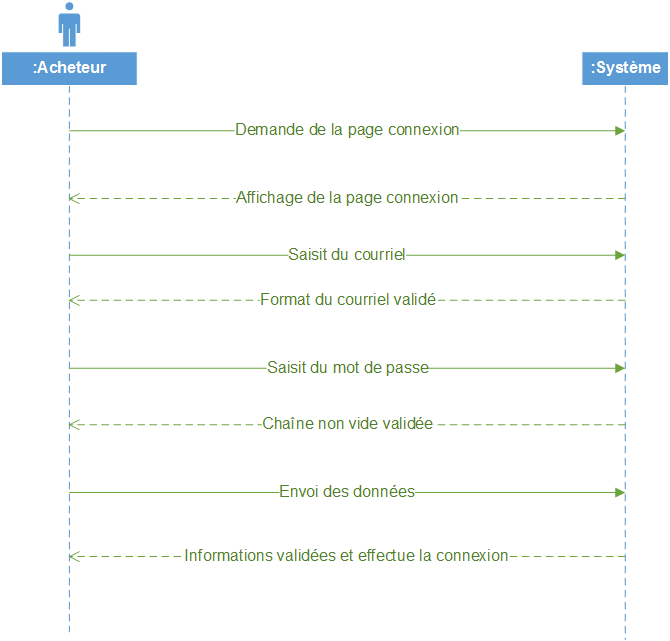 :Acheteur
:Système
Demande de la page connexion
Affichage de la page connexion
Saisit du courriel
Format du courriel validé
Saisit du mot de passe
Chaîne non vide validée
Envoi des données
Informations validées et effectue la connexion